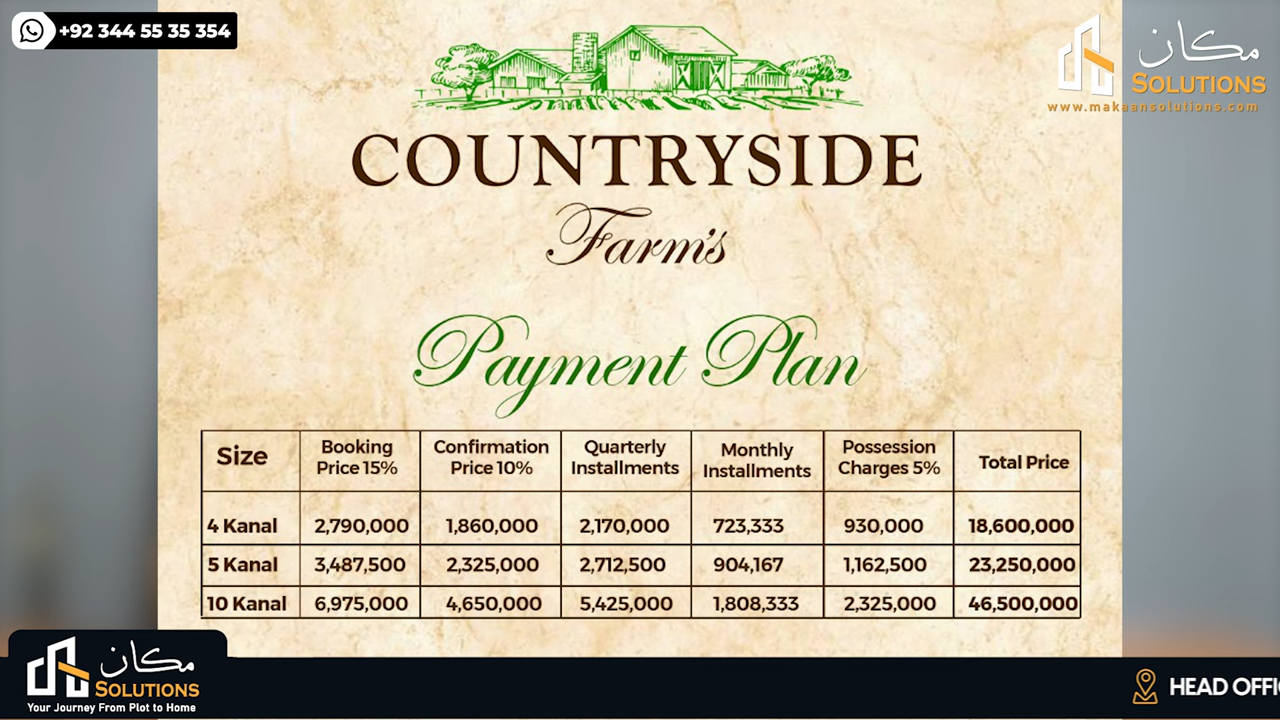 +92 344 55 35 354
مكان
SOLUTIONS
www.makaansolutions.com
COUNTRYSIDE
Farm's
Payment Plan
Size Booking Price 15% Confirmation Price 10% Quarterly Installments Monthly Installments Possession Charges 5% Total Price
4 Kanal 2,790,000 1,860,000 2,170,000 723,333 930,000 18,600,000
5 Kanal 3,487,500 2,325,000 2,712,500 904,167 1,162,500 23,250,000
10 Kanal 6,975,000 4,650,000 5,425,000 1,808,333 2,325,000 46,500,000
مكان
SOLUTIONS
Your Journey From Plot to Home
HEAD OFFI